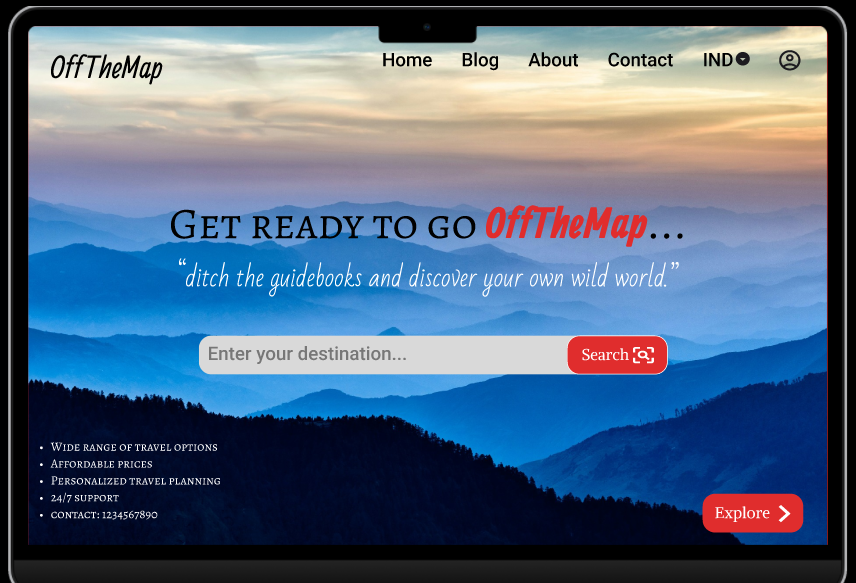 OffTheMap
Home Blog About Contact IND
Get ready to go OffTheMap...
“ditch the guidebooks and discover your own wild world.”
Enter your destination...
Search
• Wide range of travel options
• Affordable prices
• Personalized travel planning
• 24/7 support
• contact: 1234567890
Explore